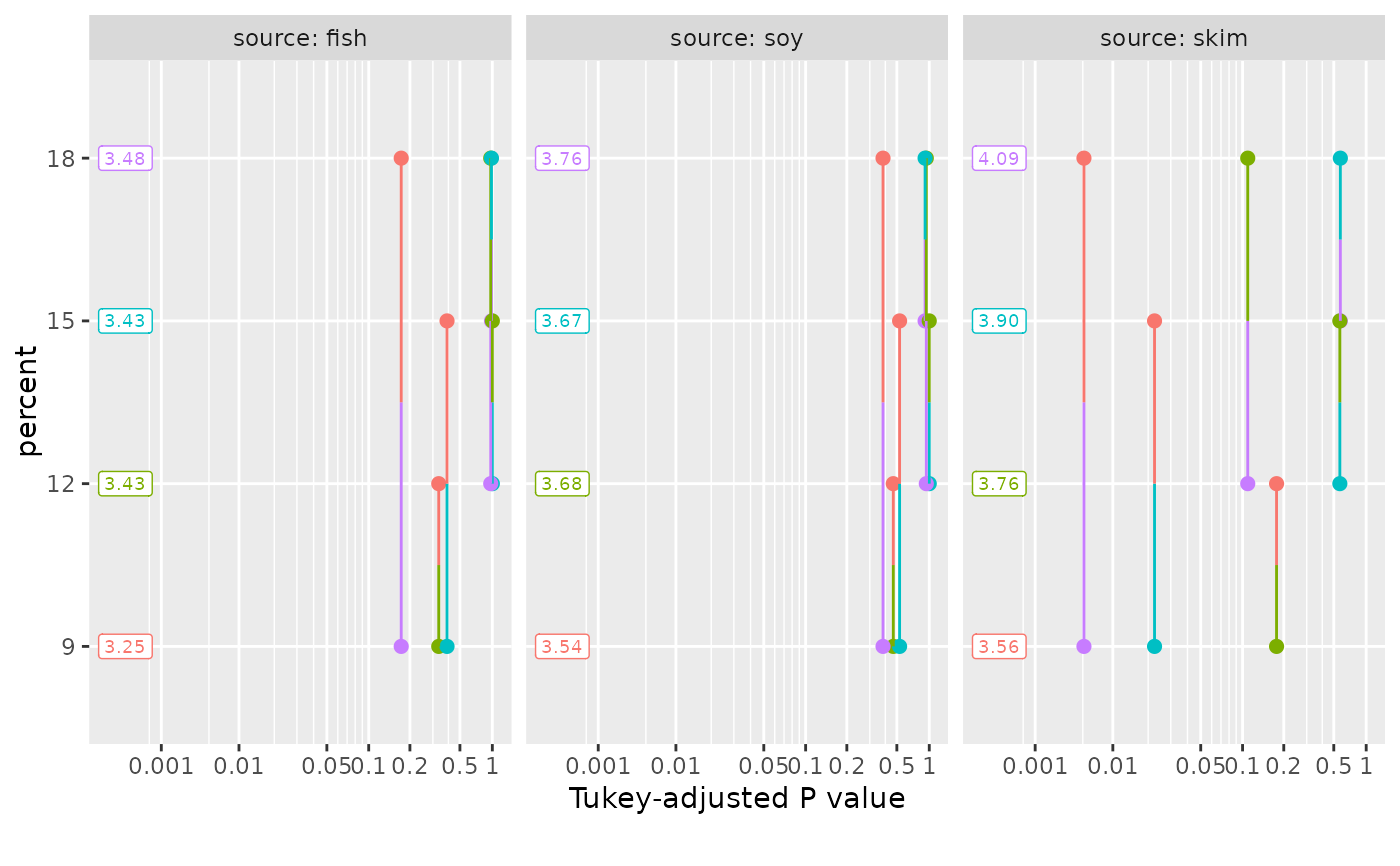 source: fish source: soy source: skim
18 3.48 3.76 4.09
15 3.43 3.67 3.90
percent
12 3.43 3.68 3.76
9 3.25 3.54 3.56
0.001 0.01 0.05 0.1 0.2 0.5 1 0.001 0.01 0.05 0.1 0.2 0.5 1 0.001 0.01 0.05 0.1 0.2 0.5 1
Tukey-adjusted P value